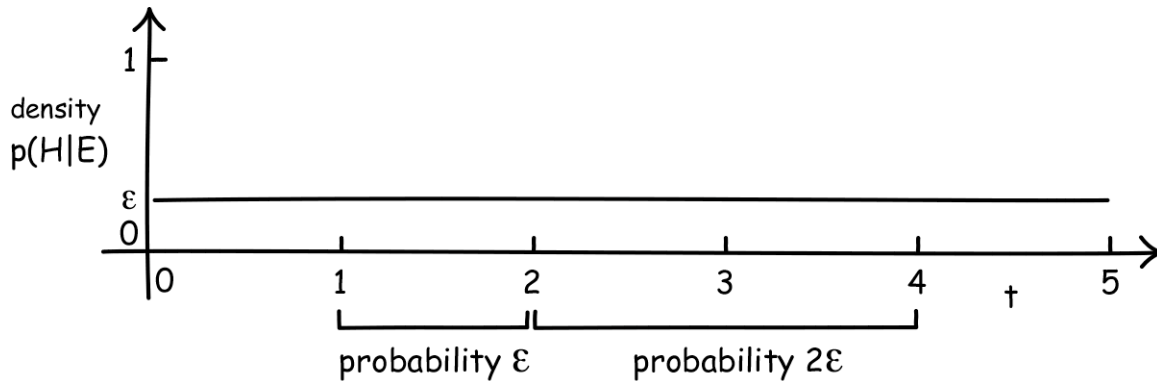 1
density
p(H|E)
ε
0
0 1 2 3 4 t 5
probability ε probability 2ε